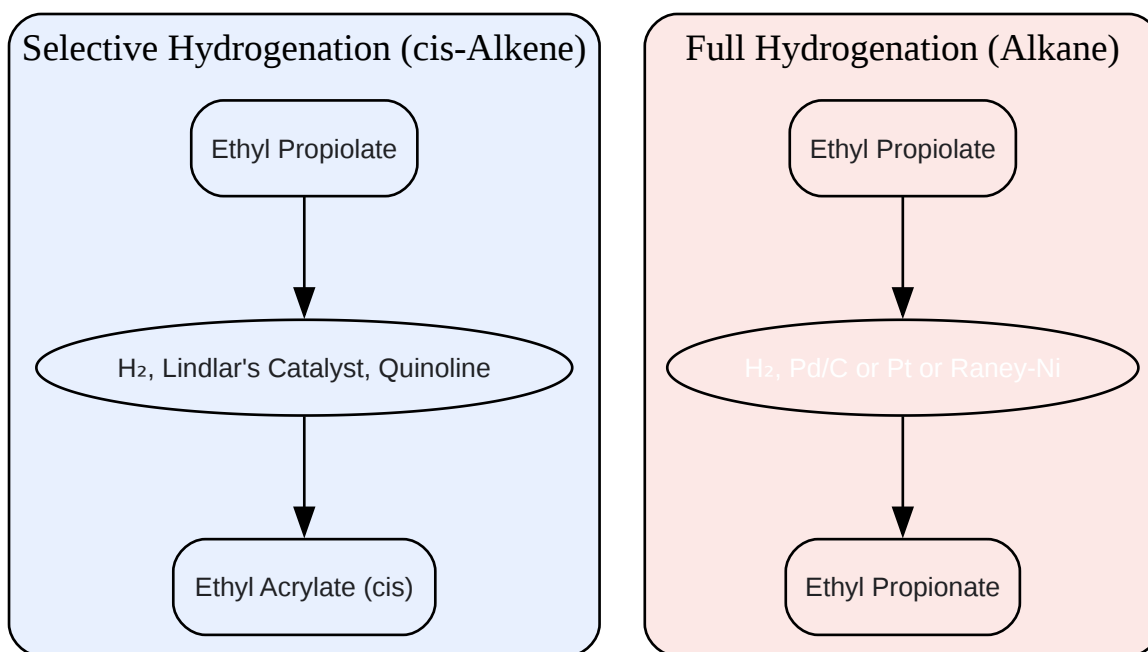 Selective Hydrogenation (cis-Alkene)
Ethyl Propiolate
H₂, Lindlar's Catalyst, Quinoline
Ethyl Acrylate (cis)
Full Hydrogenation (Alkane)
Ethyl Propiolate
H₂, Pd/C or Pt or Raney-Ni
Ethyl Propionate